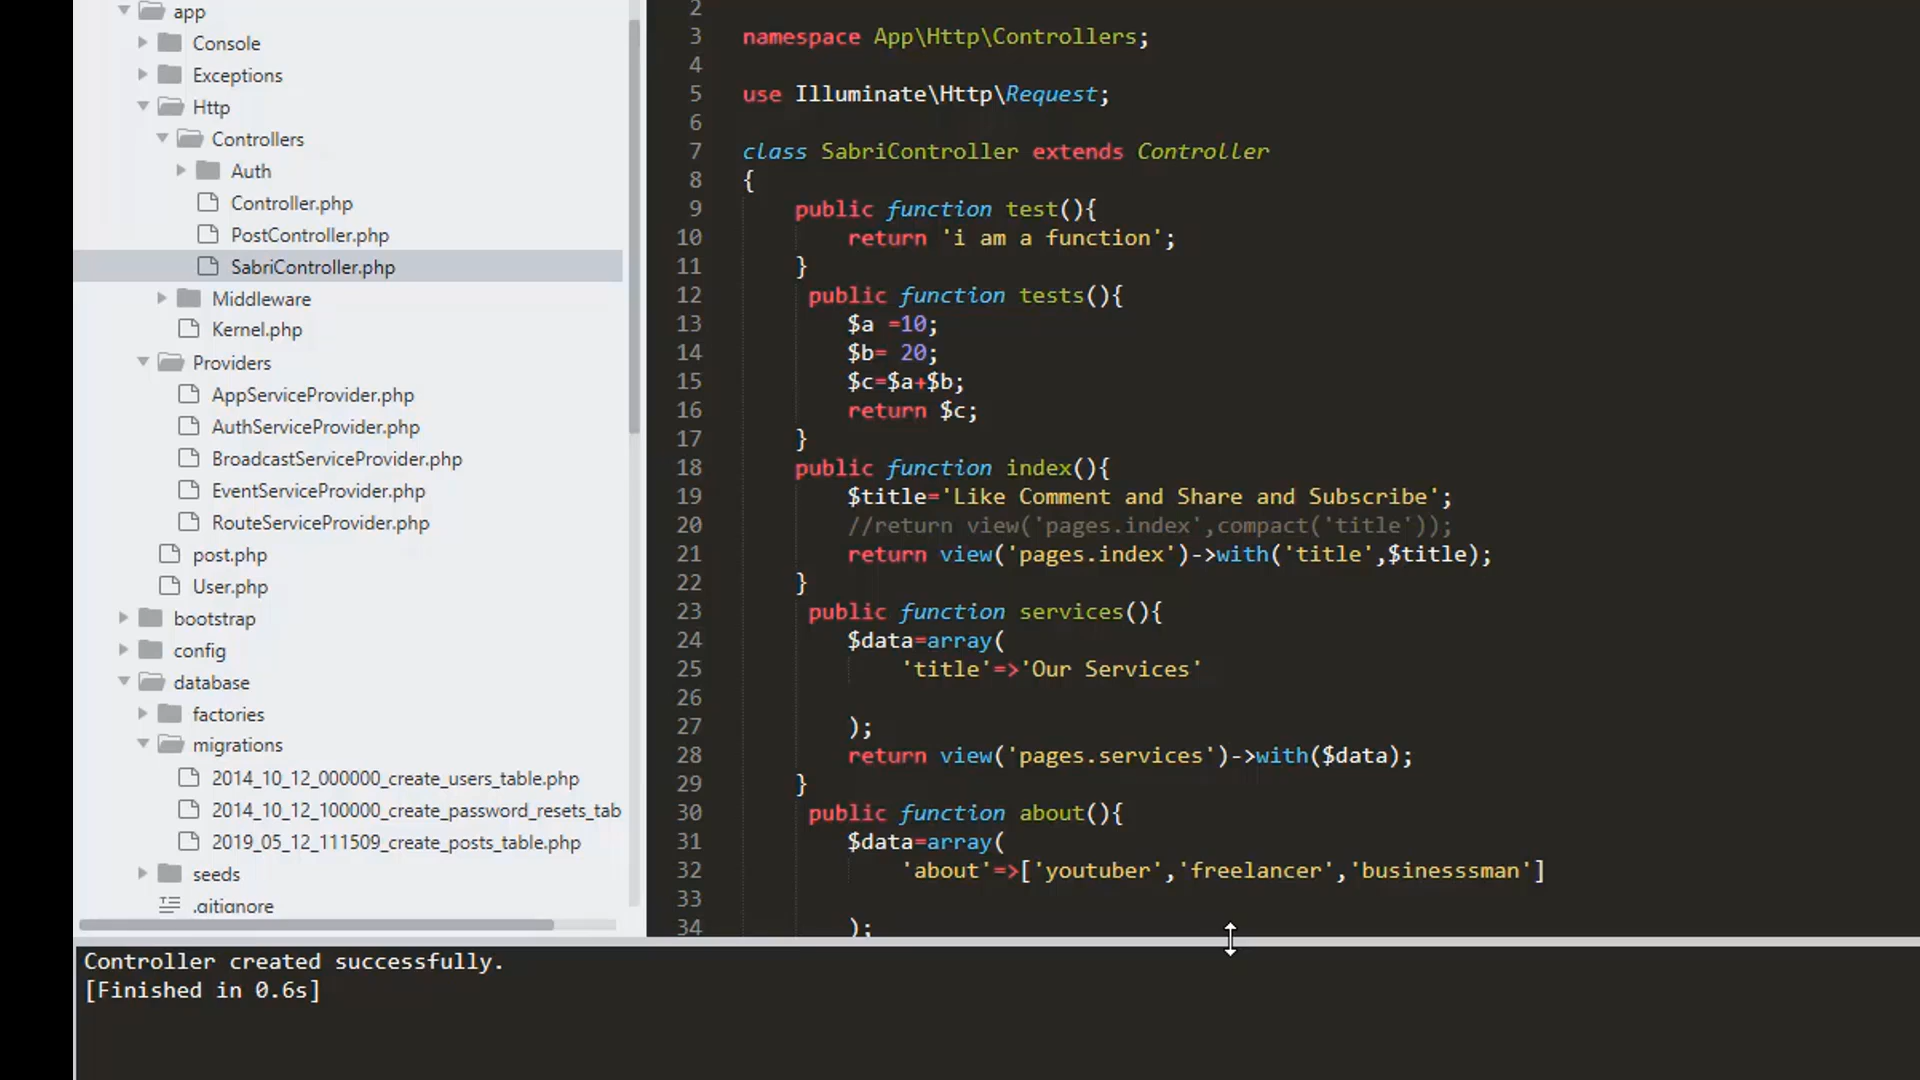 app
Console
Exceptions
Http
Controllers
Auth
Controller.php
PostController.php
SabriController.php
Middleware
Kernel.php
Providers
AppServiceProvider.php
AuthServiceProvider.php
BroadcastServiceProvider.php
EventServiceProvider.php
RouteServiceProvider.php
post.php
User.php
bootstrap
config
database
factories
migrations
2014_10_12_000000_create_users_table.php
2014_10_12_100000_create_password_resets_tab
2019_05_12_111509_create_posts_table.php
seeds
.gitignore
2
3 namespace App\Http\Controllers;
4
5 use Illuminate\Http\Request;
6
7 class SabriController extends Controller
8 {
9 public function test(){
10 return 'i am a function';
11 }
12 public function tests(){
13 $a =10;
14 $b= 20;
15 $c=$a+$b;
16 return $c;
17 }
18 public function index(){
19 $title='Like Comment and Share and Subscribe';
20 //return view('pages.index',compact('title'));
21 return view('pages.index')->with('title',$title);
22 }
23 public function services(){
24 $data=array(
25 'title'=>'Our Services'
26
27 );
28 return view('pages.services')->with($data);
29 }
30 public function about(){
31 $data=array(
32 'about'=>['youtuber','freelancer','businesssman']
33
34 );
Controller created successfully.
[Finished in 0.6s]